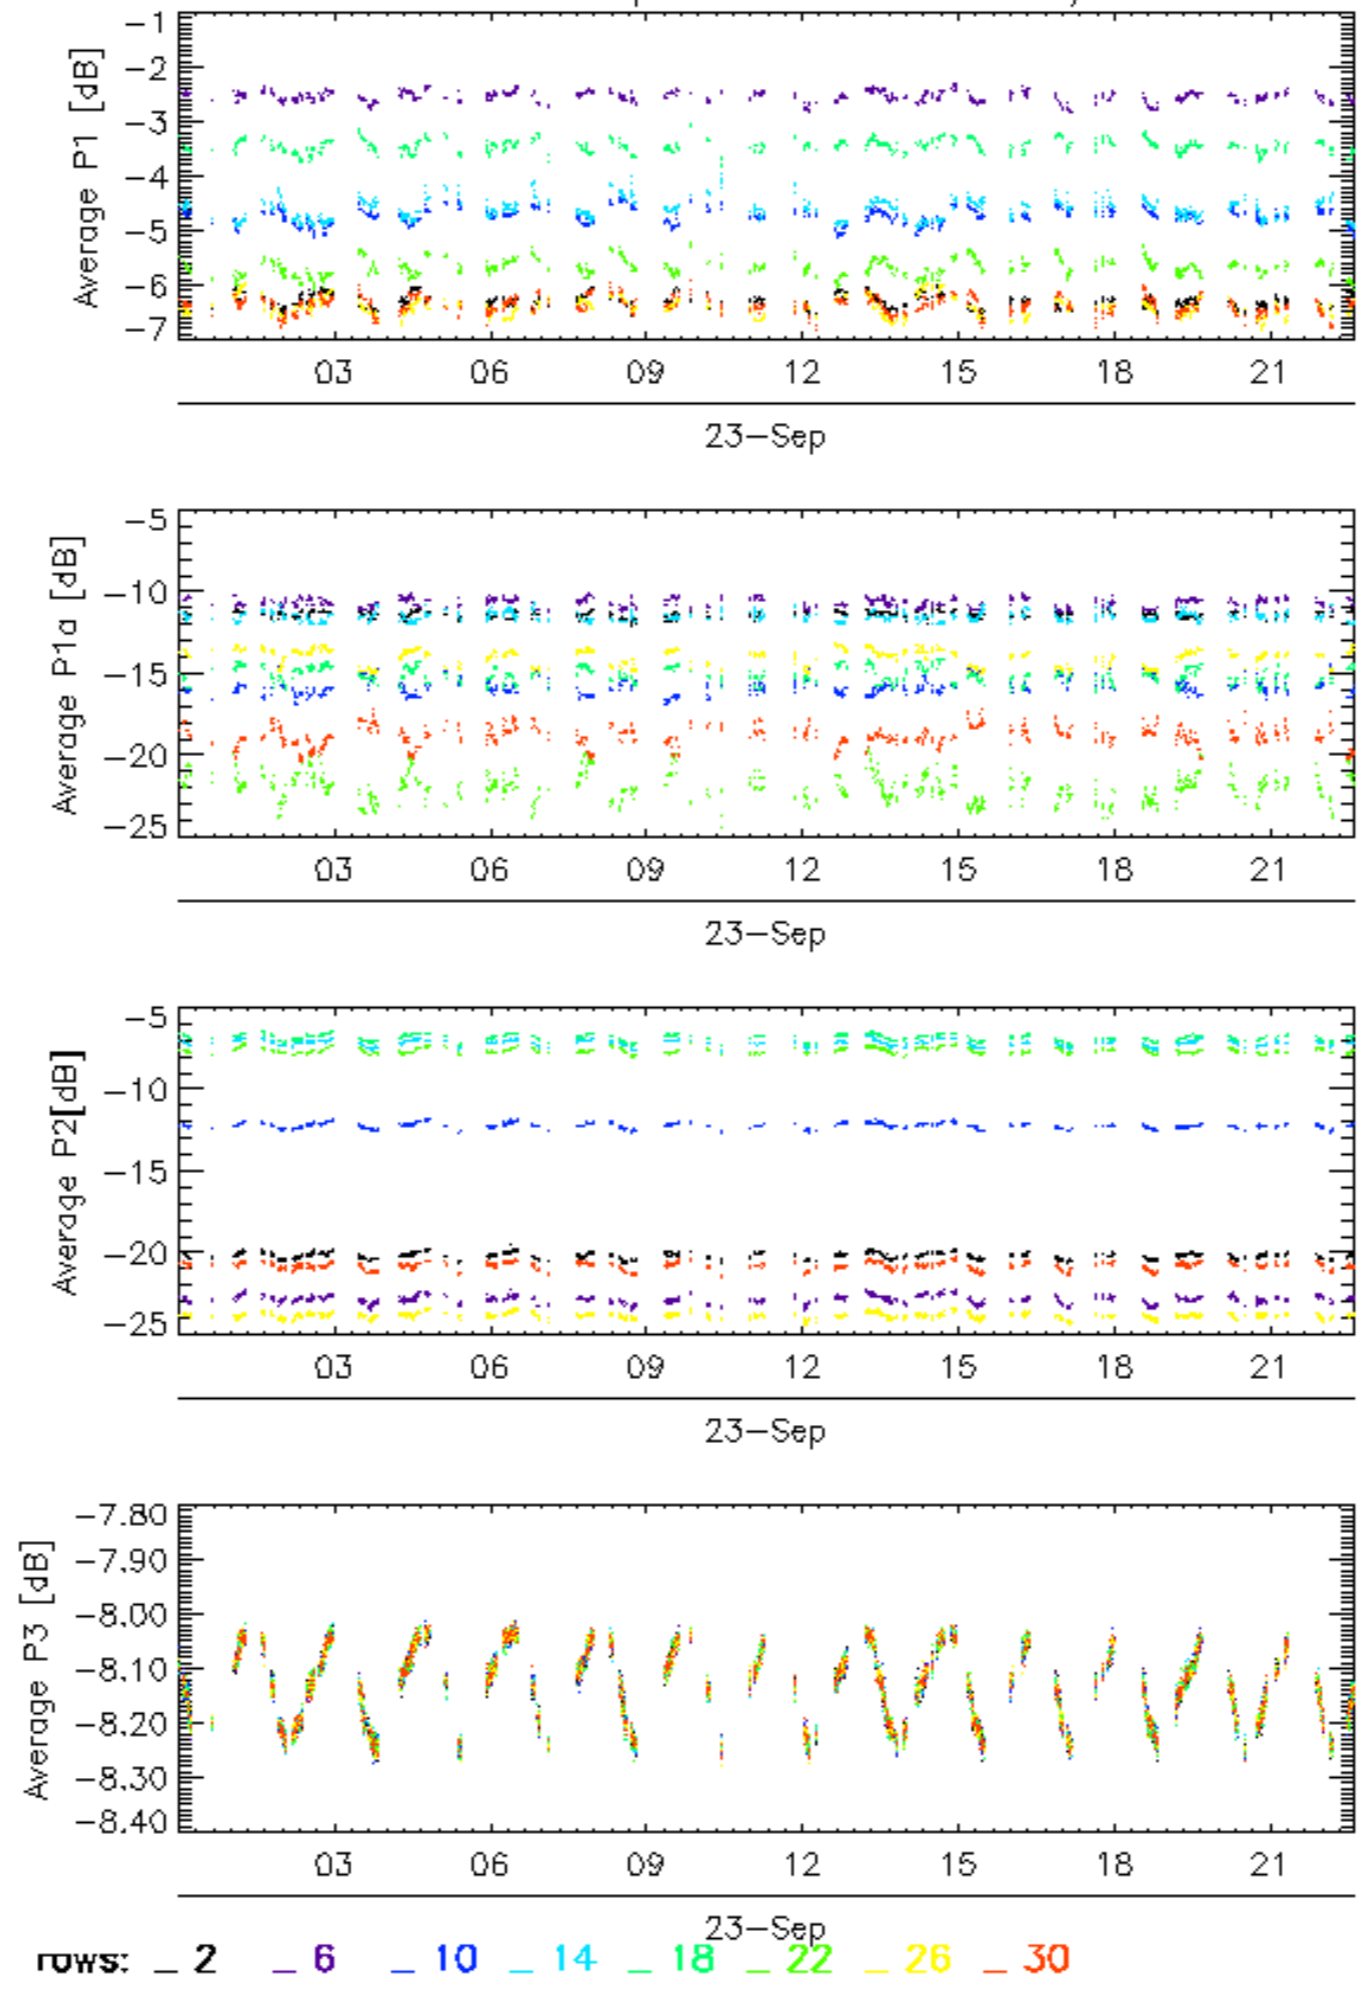 Average P1 [dB]
−1
−2
−3
−4
−5
−6
−7
03 06 09 12 15 18 21
23−Sep
Average P1a [dB]
−5
−10
−15
−20
−25
03 06 09 12 15 18 21
23−Sep
Average P2[dB]
−5
−10
−15
−20
−25
03 06 09 12 15 18 21
23−Sep
Average P3 [dB]
−7.80
−7.90
−8.00
−8.10
−8.20
−8.30
−8.40
03 06 09 12 15 18 21
23−Sep
rows: _ 2 _ 6 _ 10 _ 14 _ 18 _ 22 _ 26 _ 30